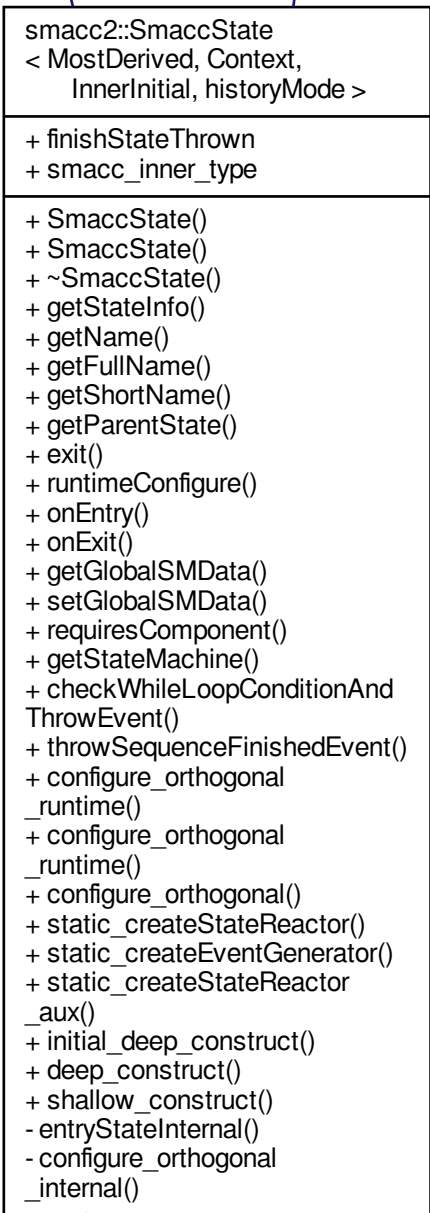 smacc2::SmaccState
< MostDerived, Context,
InnerInitial, historyMode >
+ finishStateThrown
+ smacc_inner_type
+ SmaccState()
+ SmaccState()
+ ~SmaccState()
+ getStateInfo()
+ getName()
+ getFullName()
+ getShortName()
+ getParentState()
+ exit()
+ runtimeConfigure()
+ onEntry()
+ onExit()
+ getGlobalSMData()
+ setGlobalSMData()
+ requiresComponent()
+ getStateMachine()
+ checkWhileLoopConditionAnd
ThrowEvent()
+ throwSequenceFinishedEvent()
+ configure_orthogonal
_runtime()
+ configure_orthogonal
_runtime()
+ configure_orthogonal()
+ static_createStateReactor()
+ static_createEventGenerator()
+ static_createStateReactor
_aux()
+ initial_deep_construct()
+ deep_construct()
+ shallow_construct()
- entryStateInternal()
- configure_orthogonal
_internal()